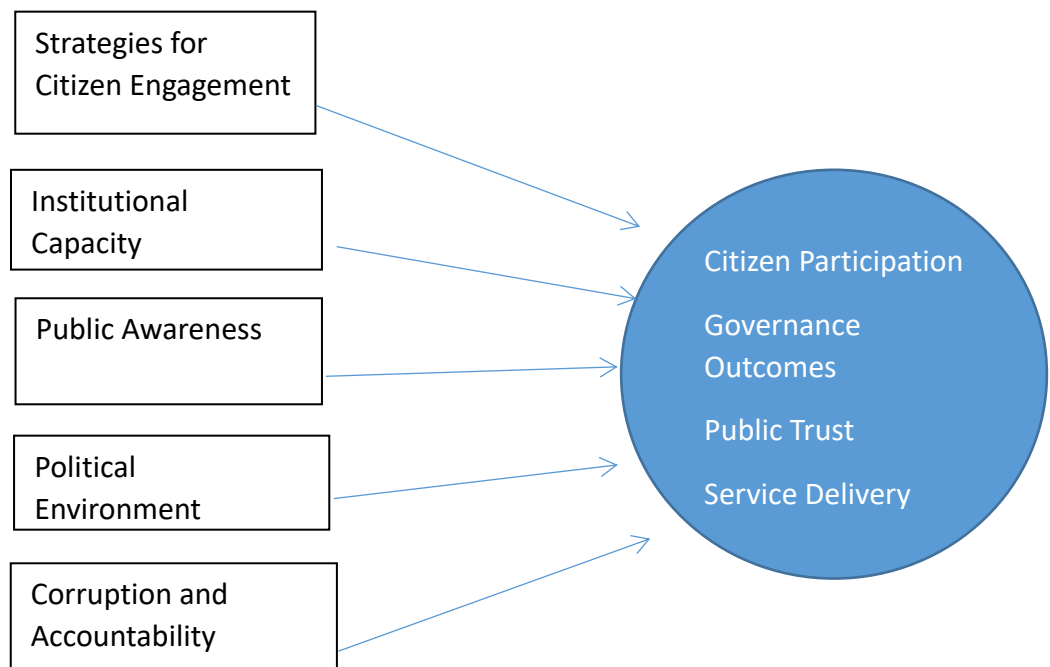 Strategies for
Citizen Engagement
Institutional
Capacity
Public Awareness
Political
Environment
Corruption and
Accountability
Citizen Participation
Governance
Outcomes
Public Trust
Service Delivery